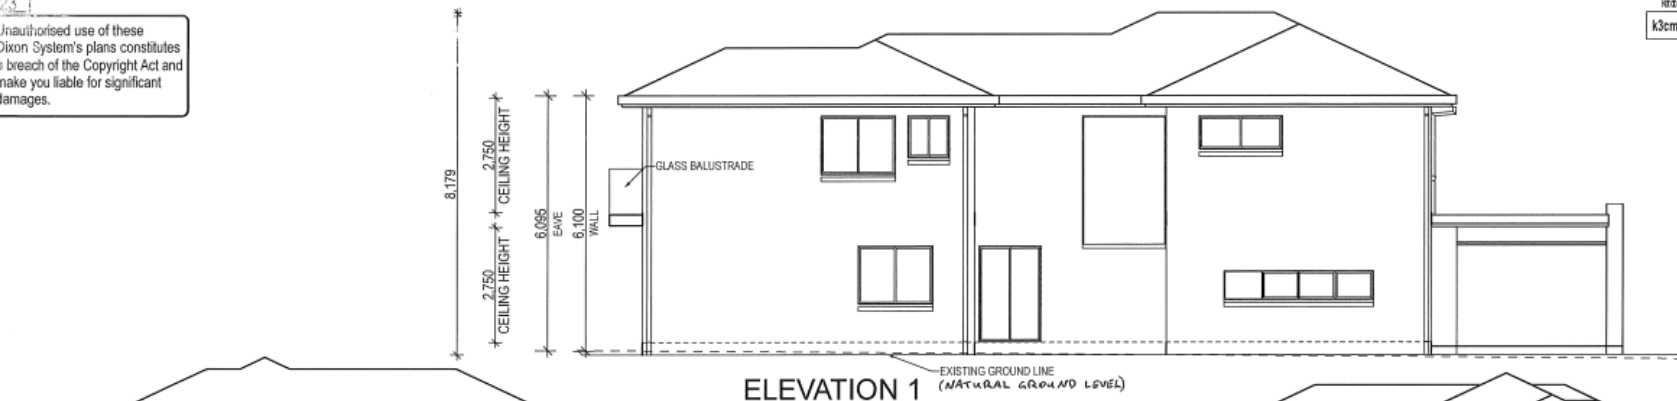 Unauthorised use of these
Dixon System's plans constitutes
a breach of the Copyright Act and
make you liable for significant
damages.
k3cm
8,179
2,750
CEILING HEIGHT
2,750
CEILING HEIGHT
6,095
EAVE
6,100
WALL
GLASS BALUSTRADE
EXISTING GROUND LINE
(NATURAL GROUND LEVEL)
ELEVATION 1